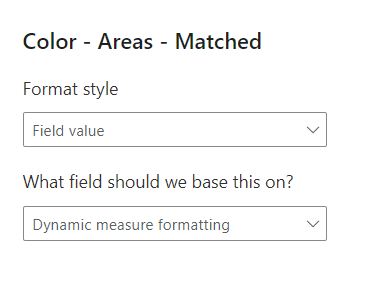 Color - Areas - Matched
Format style
Field value
What field should we base this on?
Dynamic measure formatting